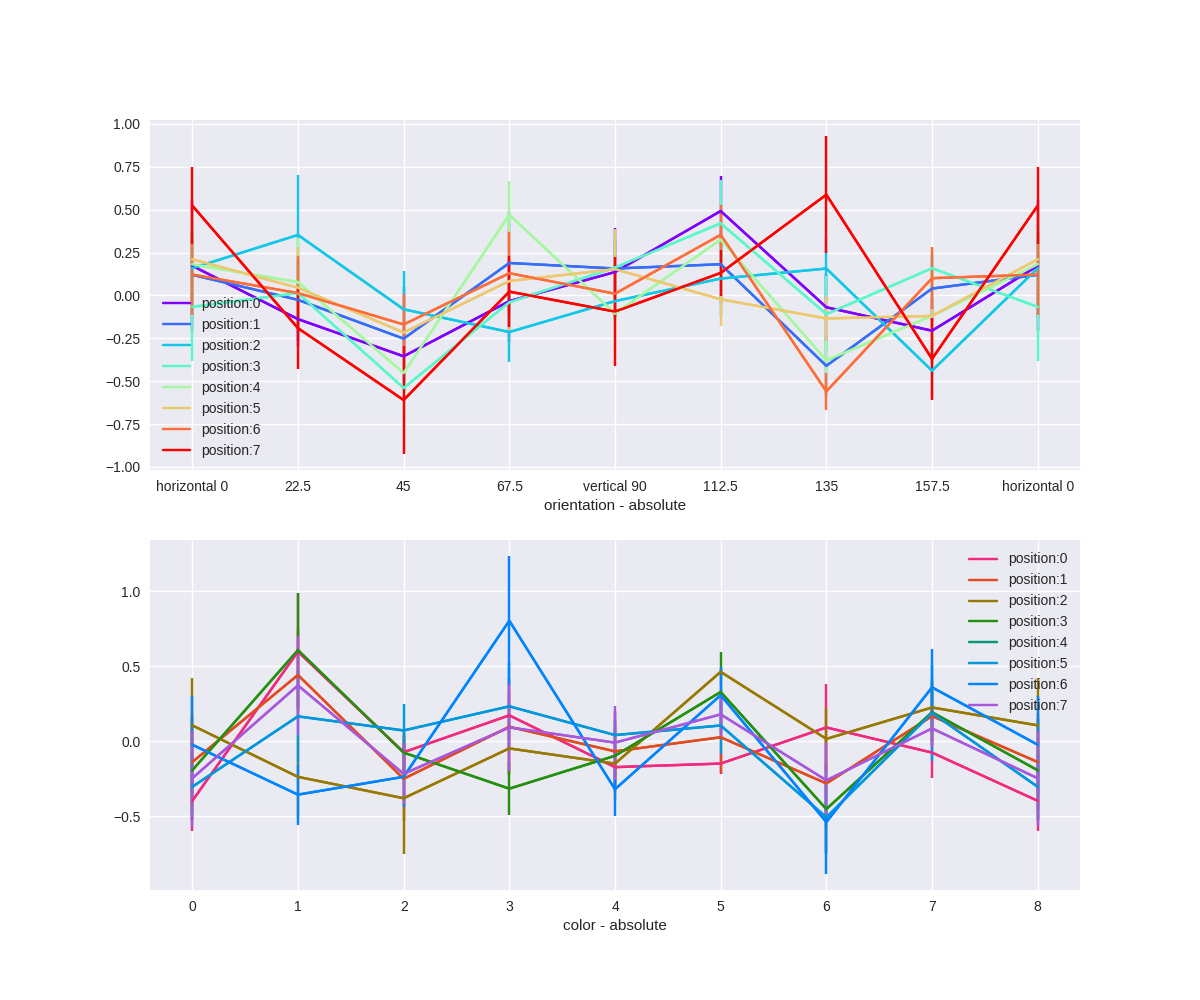 1.00
0.75
0.50
0.25
0.00
−0.25
−0.50
−0.75
−1.00
position:0
position:1
position:2
position:3
position:4
position:5
position:6
position:7
horizontal 0 22.5 45 67.5 vertical 90 112.5 135 157.5 horizontal 0
orientation - absolute
1.0
0.5
0.0
−0.5
position:0
position:1
position:2
position:3
position:4
position:5
position:6
position:7
0 1 2 3 4 5 6 7 8
color - absolute